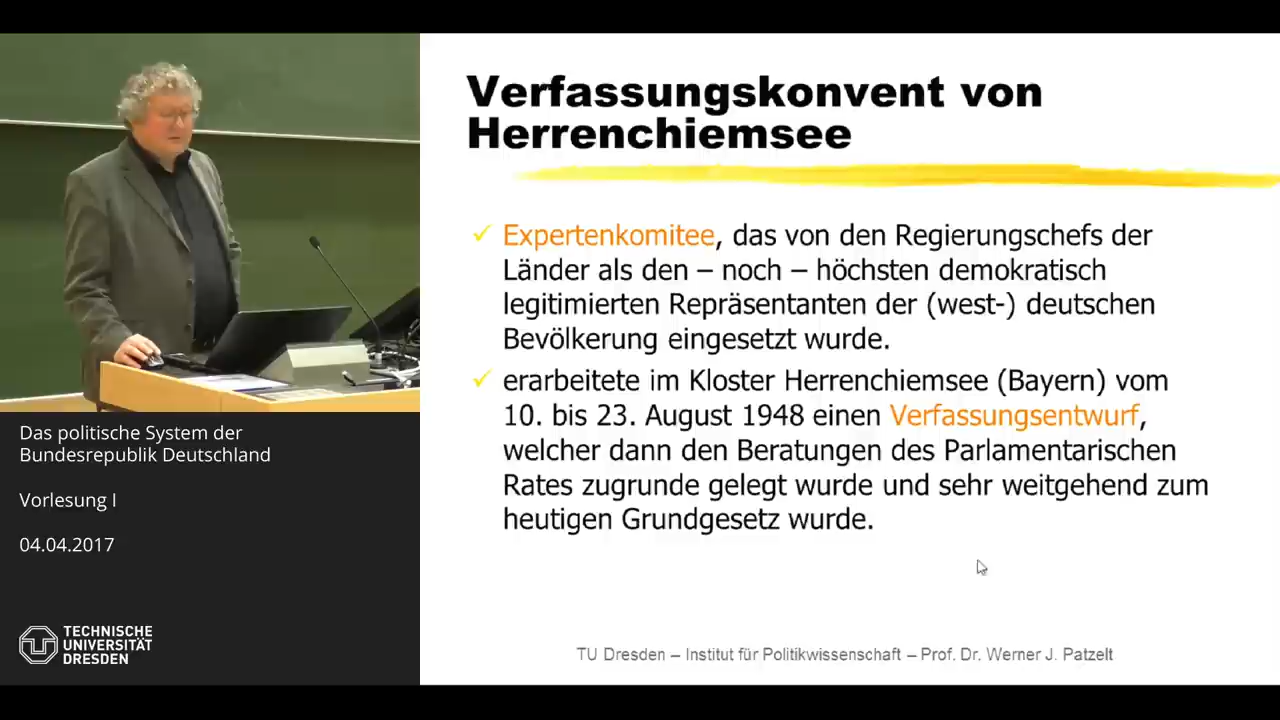 Verfassungskonvent von
Herrenchiemsee
Expertenkomitee, das von den Regierungschefs der
Länder als den – noch – höchsten demokratisch
legitimierten Repräsentanten der (west-) deutschen
Bevölkerung eingesetzt wurde.
erarbeitete im Kloster Herrenchiemsee (Bayern) vom
10. bis 23. August 1948 einen Verfassungsentwurf,
welcher dann den Beratungen des Parlamentarischen
Rates zugrunde gelegt wurde und sehr weitgehend zum
heutigen Grundgesetz wurde.
TU Dresden – Institut für Politikwissenschaft – Prof. Dr. Werner J. Patzelt
Das politische System der
Bundesrepublik Deutschland
Vorlesung I
04.04.2017
TECHNISCHE
UNIVERSITÄT
DRESDEN